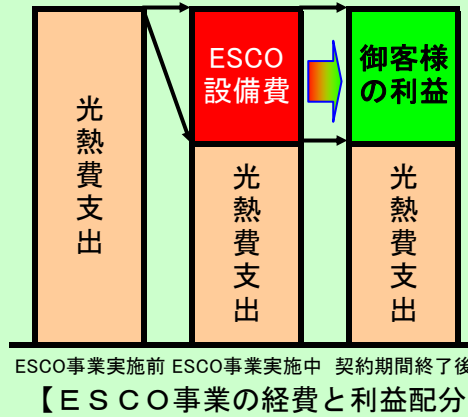 光熱費支出
ESCO
設備費
光熱費支出
御客様
の利益
光熱費支出
ESCO事業実施前 ESCO事業実施中 契約期間終了後
【ＥＳＣＯ事業の経費と利益配分